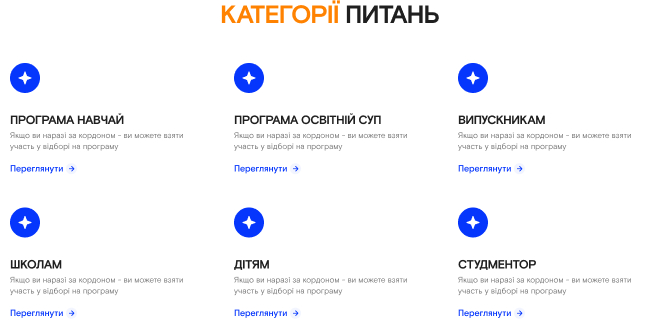 КАТЕГОРІЇ ПИТАНЬ
ПРОГРАМА НАВЧАЙ
Якщо ви наразі за кордоном - ви можете взяти
участь у відборі на програму
Переглянути →
ПРОГРАМА ОСВІТНІЙ СУП
Якщо ви наразі за кордоном - ви можете взяти
участь у відборі на програму
Переглянути →
ВИПУСКНИКАМ
Якщо ви наразі за кордоном - ви можете взяти
участь у відборі на програму
Переглянути →
ШКОЛАМ
Якщо ви наразі за кордоном - ви можете взяти
участь у відборі на програму
Переглянути →
ДІТЯМ
Якщо ви наразі за кордоном - ви можете взяти
участь у відборі на програму
Переглянути →
СТУДМЕНТОР
Якщо ви наразі за кордоном - ви можете взяти
участь у відборі на програму
Переглянути →